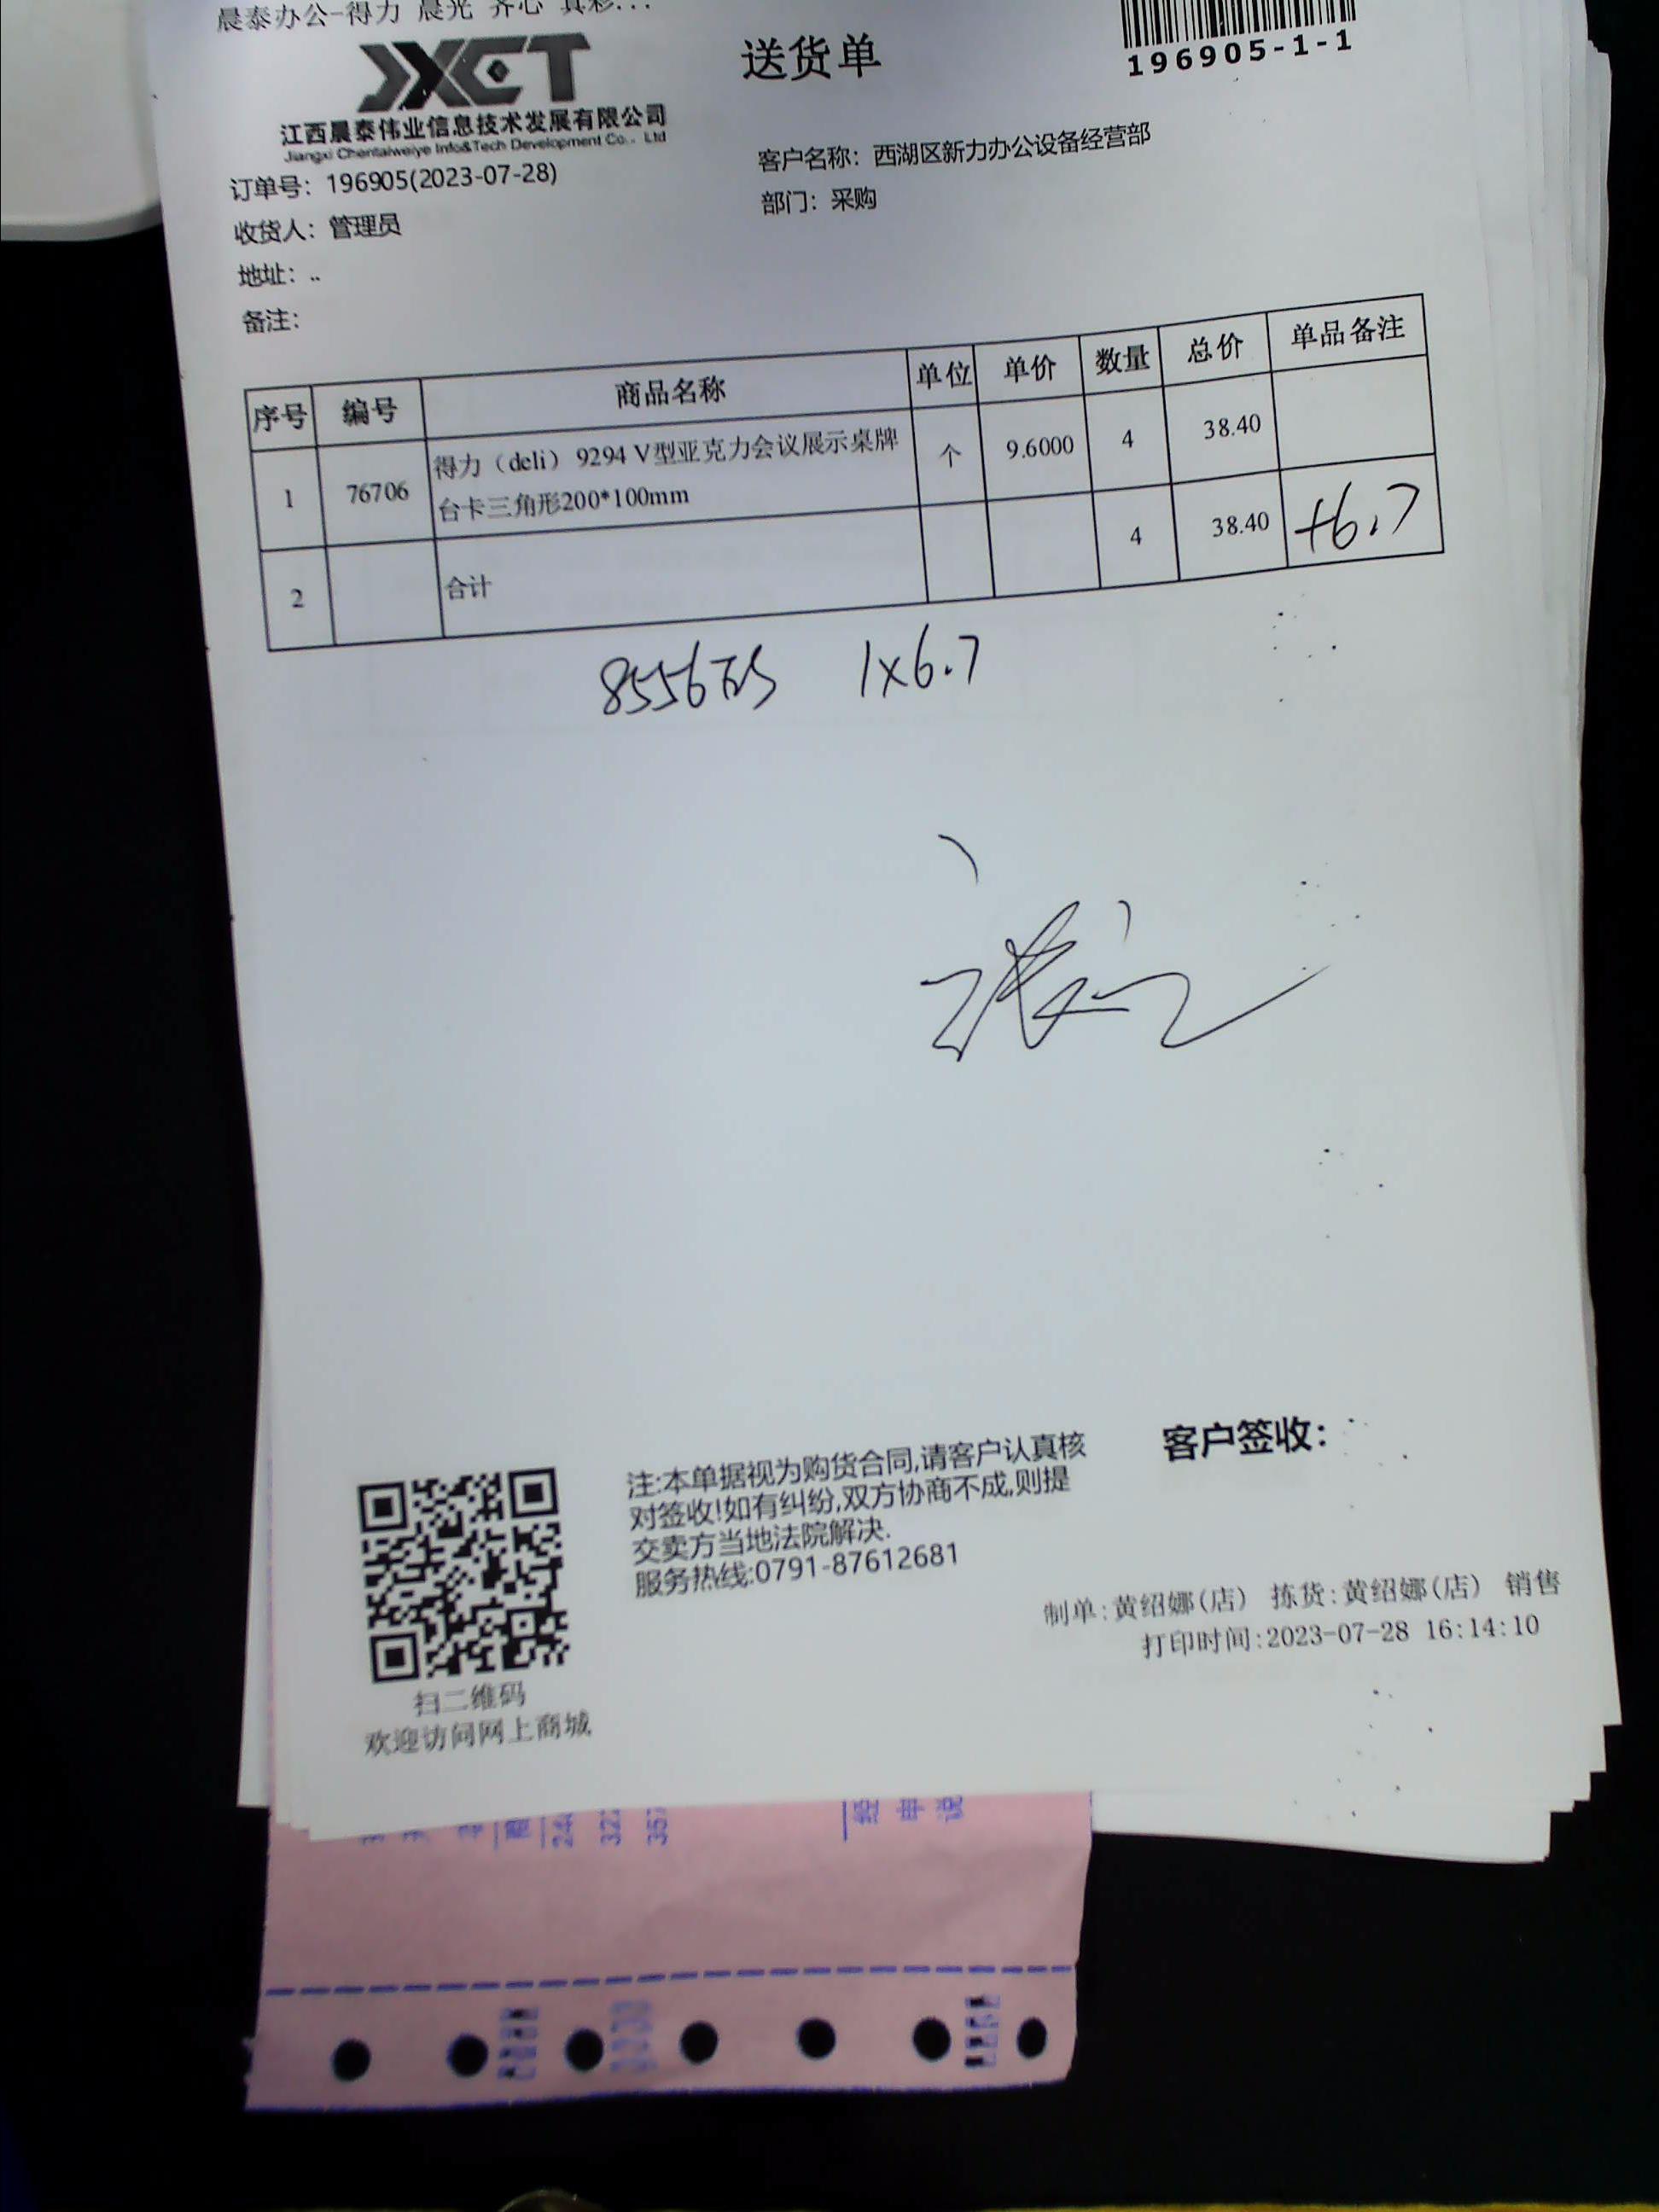 晨泰办公-得力 晨光 齐心 真彩...
JXCT
送货单
196905-1-1
江西晨泰伟业信息技术发展有限公司
Jiangxi Chentaiweiye Info&Tech Development Co.. Ltd
订单号：196905(2023-07-28)
客户名称：西湖区新力办公设备经营部
收货人：管理员
部门：采购
地址：..
备注：
序号 编号 商品名称 单位 单价 数量 总价 单品备注
1 76706 得力（deli）9294 V型亚克力会议展示桌牌 个 9.6000 4 38.40
台卡三角形200*100mm
2 合计 4 38.40 +6.7
8556 1x6.7
注:本单据视为购货合同,请客户认真核
对签收!如有纠纷,双方协商不成,则提
交卖方当地法院解决.
服务热线:0791-87612681
客户签收：
制单:黄绍娜(店) 拣货:黄绍娜(店) 销售
打印时间:2023-07-28 16:14:10
扫二维码
欢迎访问网上商城